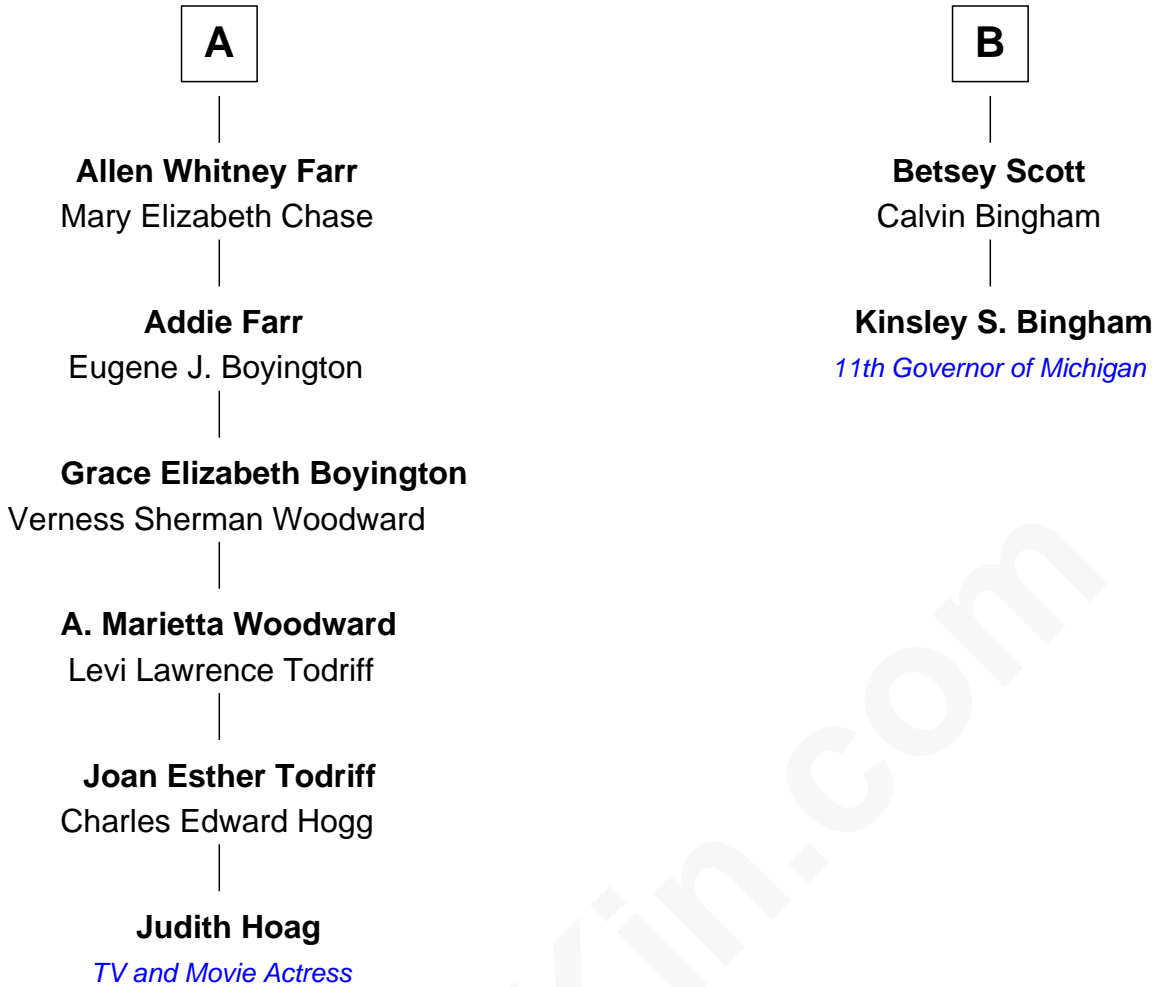 A
Allen Whitney Farr
Mary Elizabeth Chase
Addie Farr
Eugene J. Boyington
Grace Elizabeth Boyington
Verness Sherman Woodward
A. Marietta Woodward
Levi Lawrence Todriff
Joan Esther Todriff
Charles Edward Hogg
Judith Hoag
TV and Movie Actress
B
Betsey Scott
Calvin Bingham
Kinsley S. Bingham
11th Governor of Michigan
Kin.com